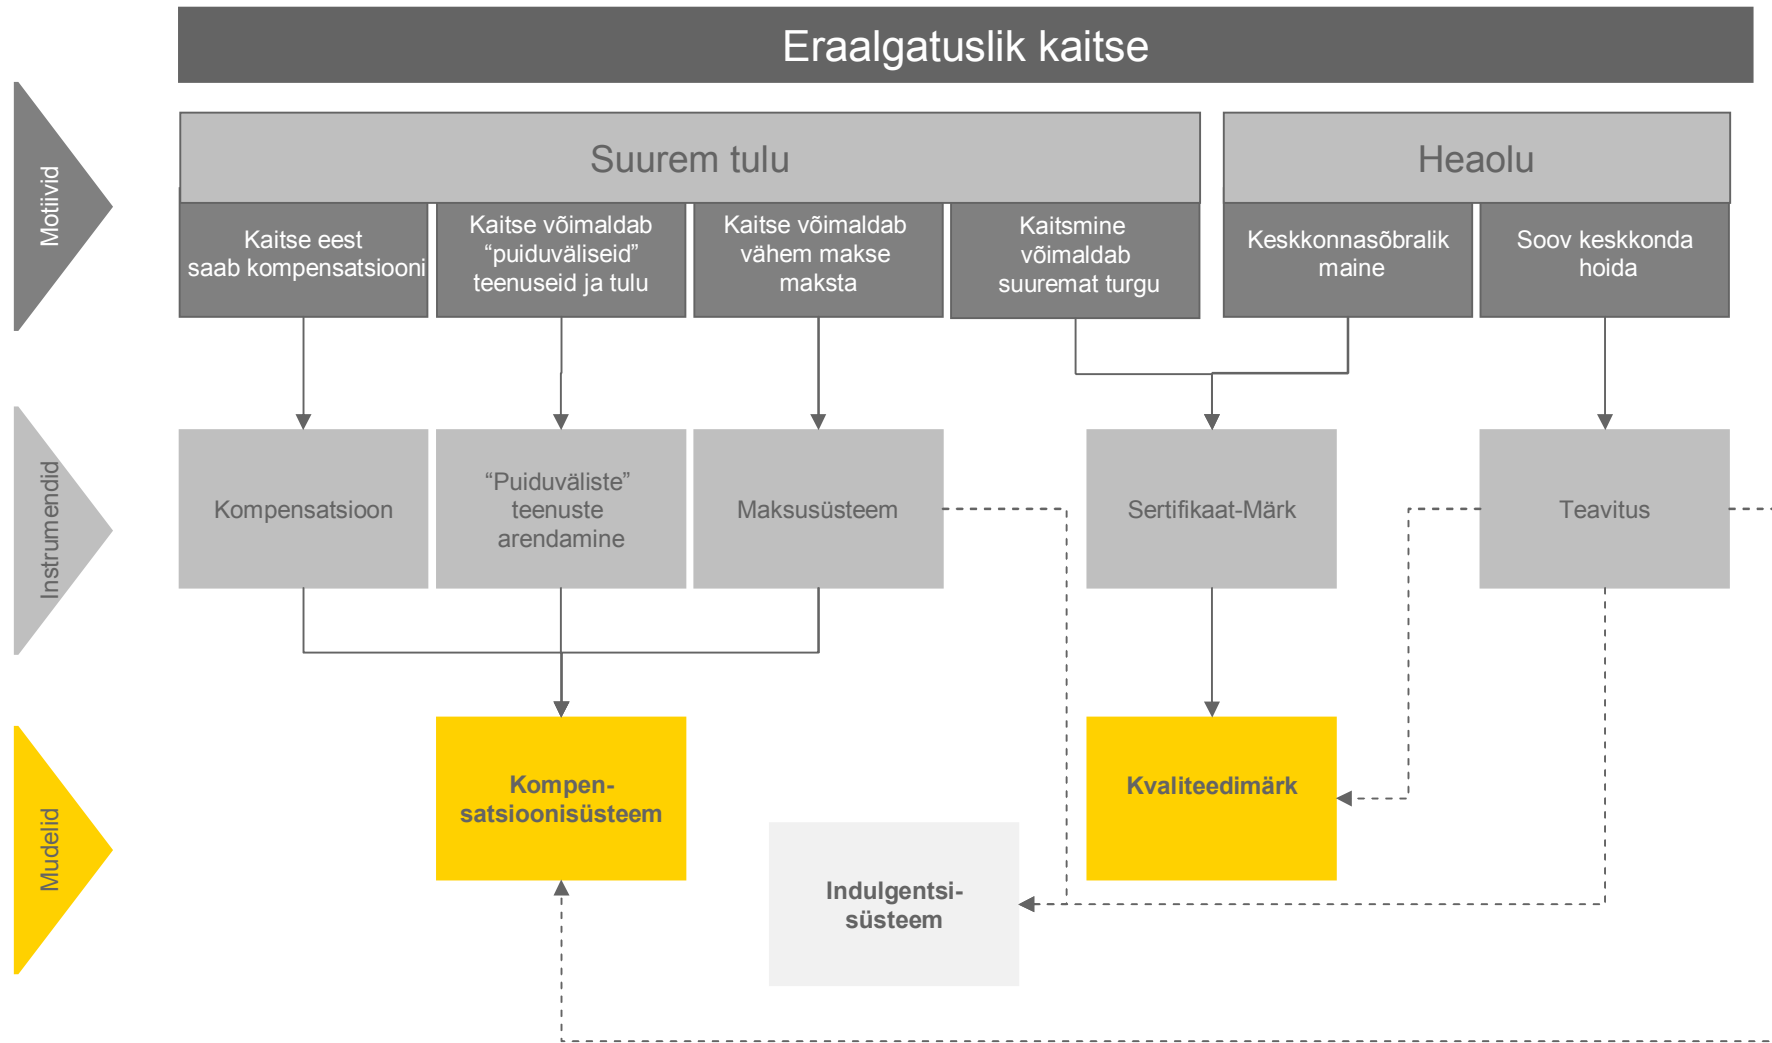 Eraalgatuslik kaitse
Motiivid
Suurem tulu
Heaolu
Kaitse eest
saab kompensatsiooni
Kaitse võimaldab
“puiduväliseid”
teenuseid ja tulu
Kaitse võimaldab
vähem makse
maksta
Kaitsmine
võimaldab
suuremat turgu
Keskkonnasõbralik
maine
Soov keskkonda
hoida
Instrumendid
Kompensatsioon
“Puiduväliste”
teenuste
arendamine
Maksusüsteem
Sertifikaat-Märk
Teavitus
Mudelid
Kompen-
satsioonisüsteem
Kvaliteedimärk
Indulgentsi-
süsteem